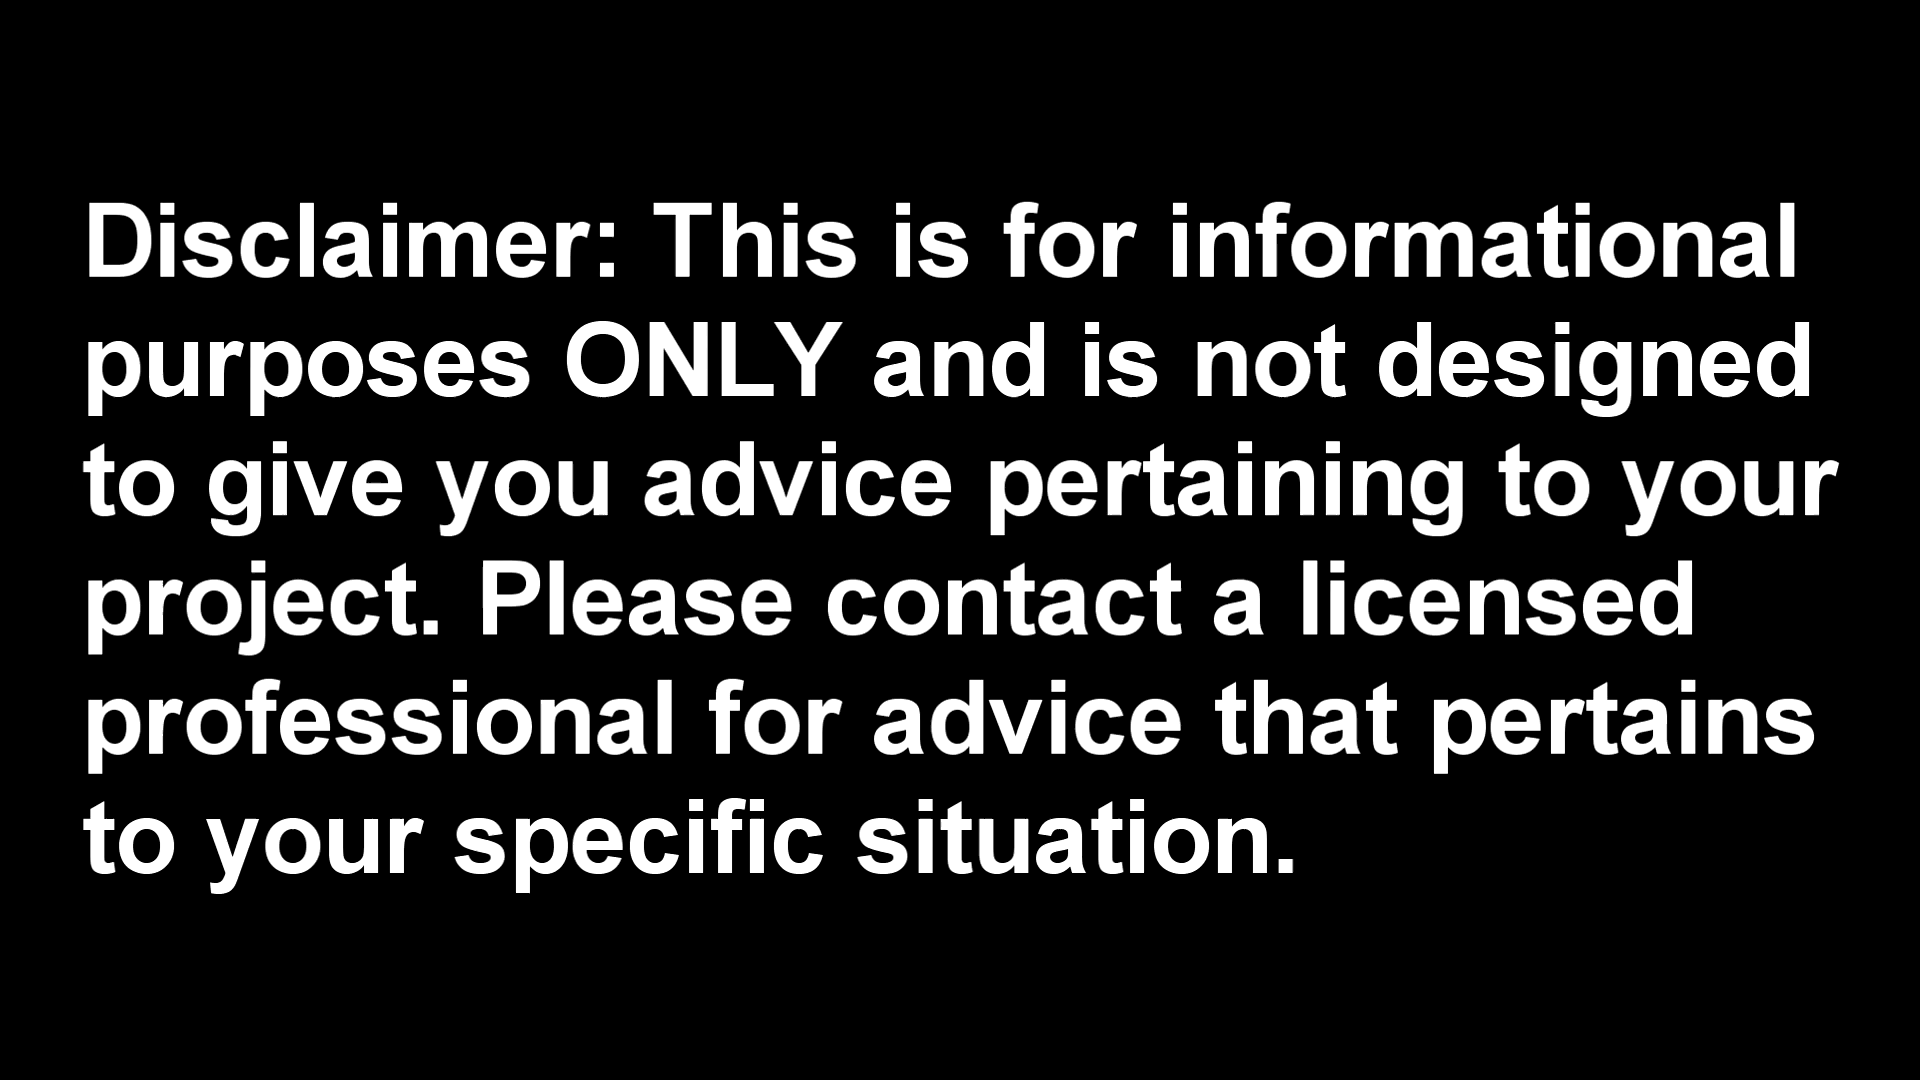 Disclaimer: This is for informational
purposes ONLY and is not designed
to give you advice pertaining to your
project. Please contact a licensed
professional for advice that pertains
to your specific situation.